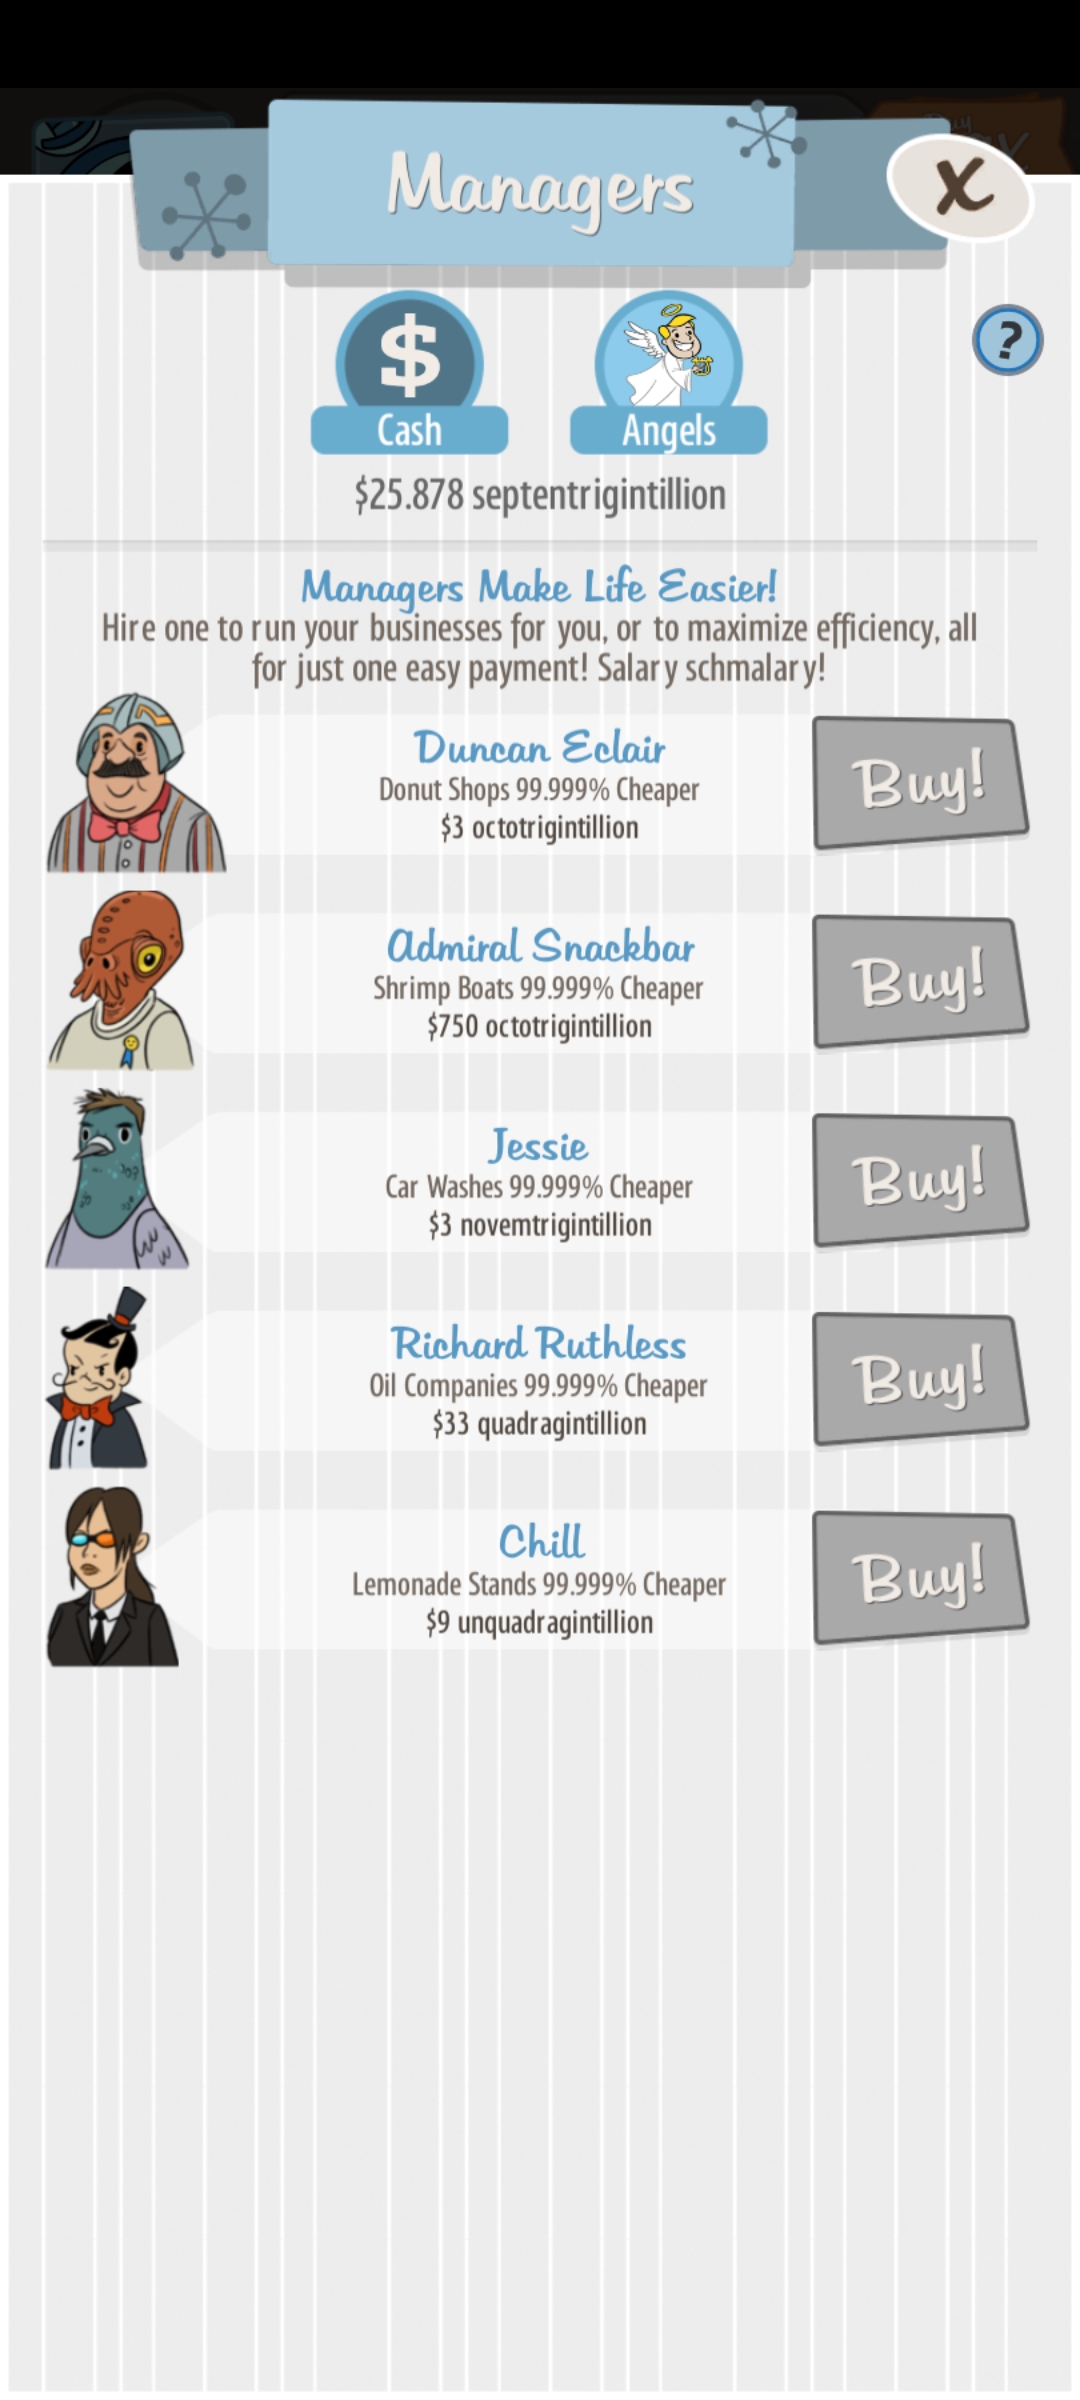 Managers
X
$
?
Cash
Angels
$25.878 septentrigintillion
Managers Make Life Easier!
Hire one to run your businesses for you, or to maximize efficiency, all
for just one easy payment! Salary schmalary!
Duncan Eclair
Donut Shops 99.999% Cheaper
$3 octotrigintillion
Buy!
Admiral Snackbar
Shrimp Boats 99.999% Cheaper
$750 octotrigintillion
Buy!
Jessie
Car Washes 99.999% Cheaper
$3 novemtrigintillion
Buy!
Richard Ruthless
Oil Companies 99.999% Cheaper
$33 quadragintillion
Buy!
Chill
Lemonade Stands 99.999% Cheaper
$9 unquadragintillion
Buy!